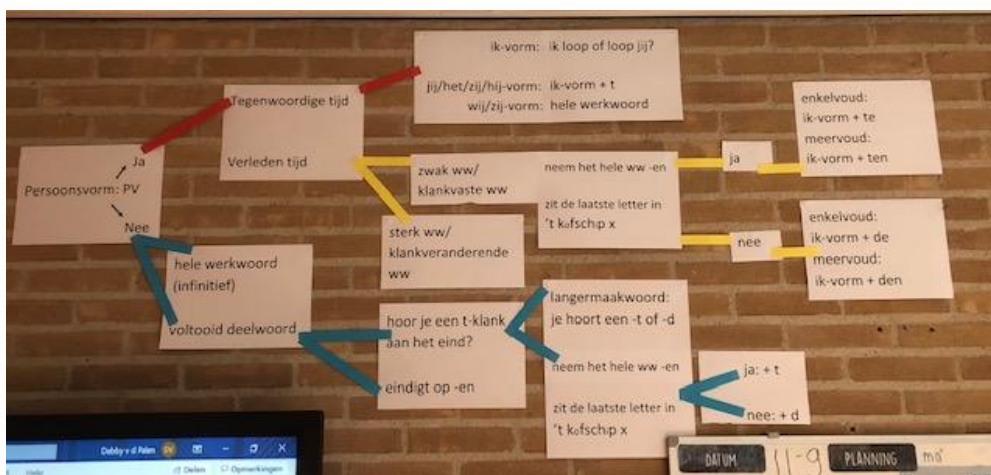 ik-vorm: ik loop of loop jij?
jij/het/zij/hij-vorm: ik-vorm + t
wij/zij-vorm: hele werkwoord
Tegenwoordige tijd
Verleden tijd
Ja
Persoonsvorm: PV
Nee
zwak ww/
klankvaste ww
sterk ww/
klankveranderende
ww
neem het hele ww -en
zit de laatste letter in
't kofschip x
ja
nee
enkelvoud:
ik-vorm + te
meervoud:
ik-vorm + ten
enkelvoud:
ik-vorm + de
meervoud:
ik-vorm + den
hele werkwoord
(infinitief)
voltooid deelwoord
hoor je een t-klank
aan het eind?
eindigt op -en
langermaakwoord:
je hoort een -t of -d
neem het hele ww -en
zit de laatste letter in
't kofschip x
ja: + t
nee: + d
Debby v d Palen
Help
Delen
Opmerkingen
DATUM 11-9 PLANNING